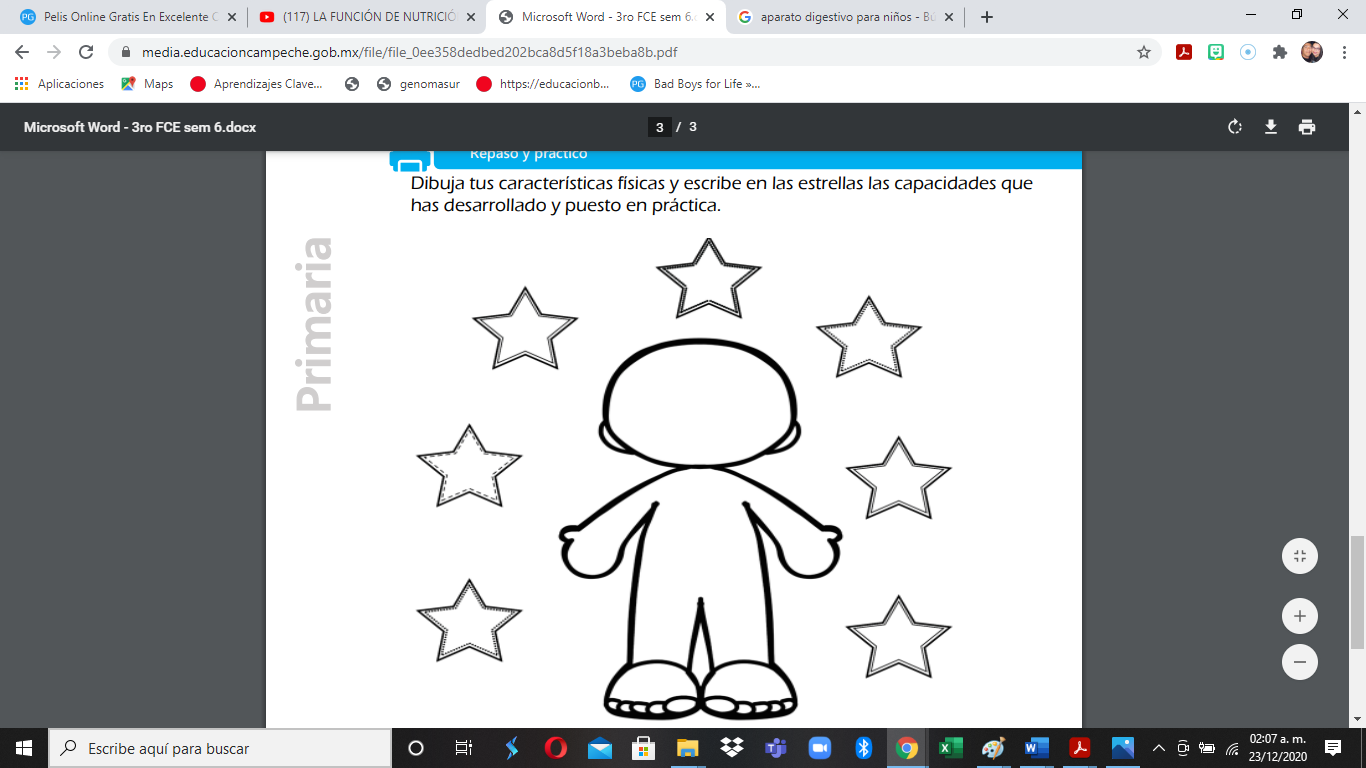 Pelis Online Gratis En Excelente C
(117) LA FUNCIÓN DE NUTRICIÓ
Microsoft Word - 3ro FCE sem 6.
aparato digestivo para niños - Bú
media.educacioncampeche.gob.mx/file/file_0ee358dedbed202bca8d5f18a3beba8b.pdf
Aplicaciones
Maps
Aprendizajes Clave...
genomasur
https://educacionb...
PG
Bad Boys for Life »...
Microsoft Word - 3ro FCE sem 6.docx
3 / 3
Repaso y practico
Dibuja tus características físicas y escribe en las estrellas las capacidades que
has desarrollado y puesto en práctica.
Primaria
Escribe aquí para buscar
02:07 a. m.
23/12/2020